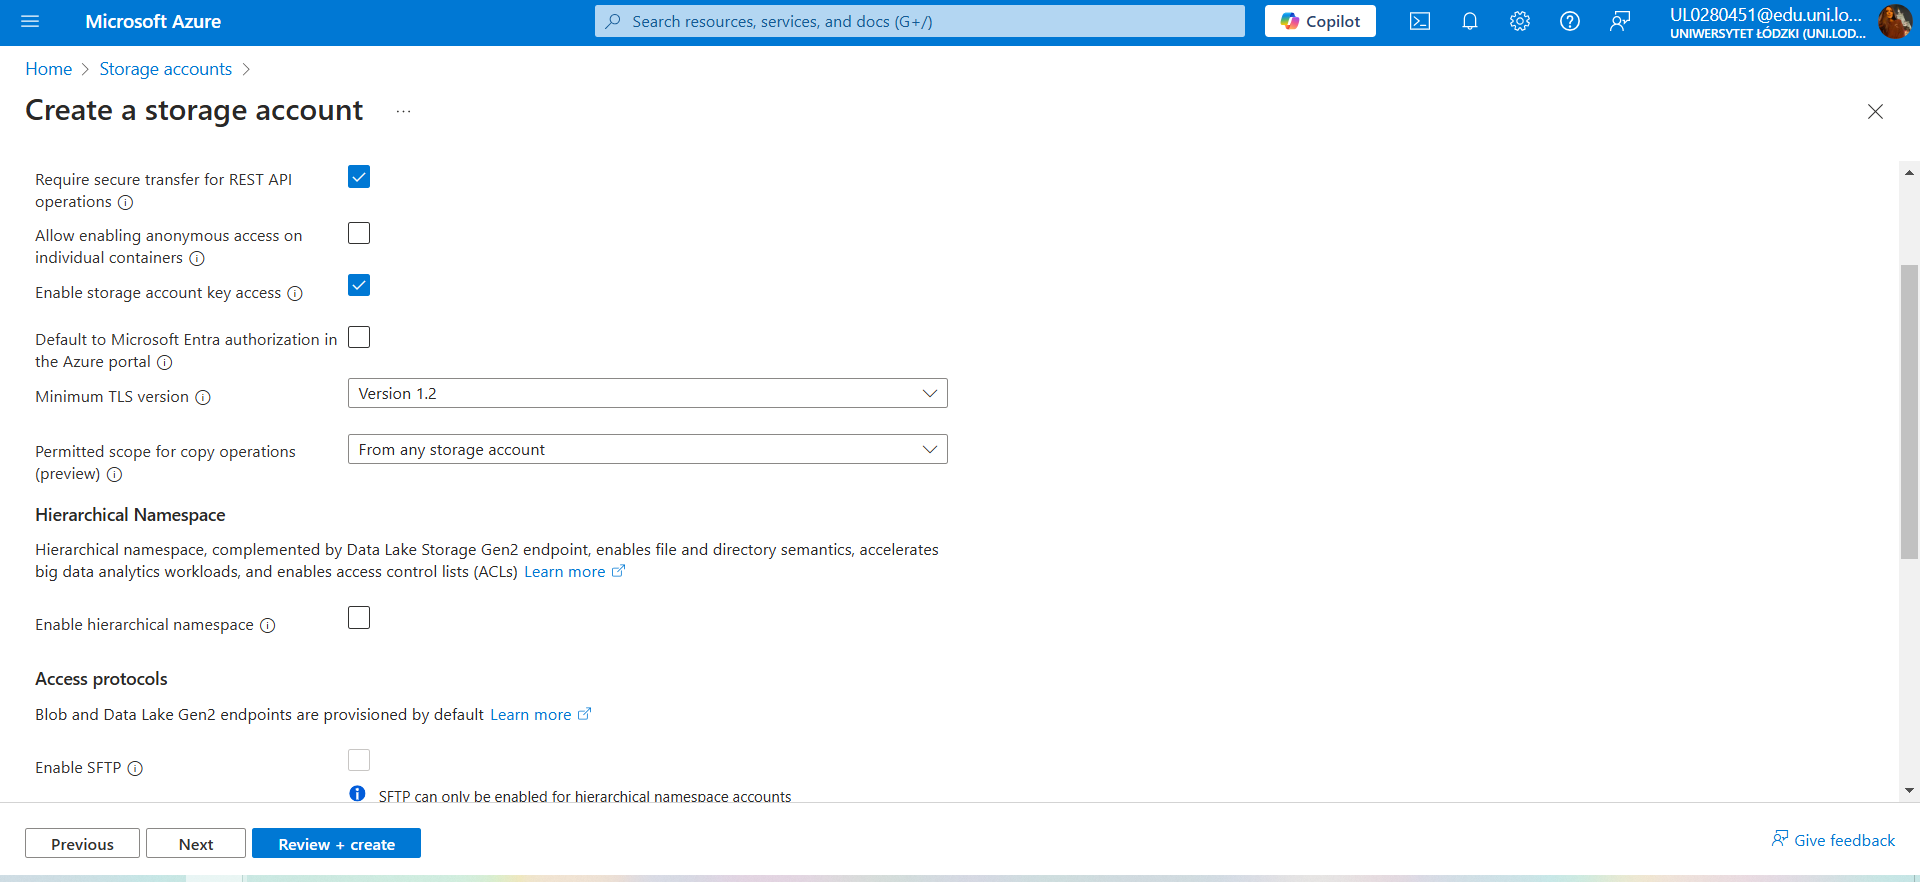 Microsoft Azure
Search resources, services, and docs (G+/)
Copilot
UL0280451@edu.uni.lo...
UNIWERSYTET ŁÓDZKI (UNI.LOD...
Home > Storage accounts >
Create a storage account ...
Require secure transfer for REST API
operations
Allow enabling anonymous access on
individual containers
Enable storage account key access
Default to Microsoft Entra authorization in
the Azure portal
Minimum TLS version
Version 1.2
Permitted scope for copy operations
(preview)
From any storage account
Hierarchical Namespace
Hierarchical namespace, complemented by Data Lake Storage Gen2 endpoint, enables file and directory semantics, accelerates
big data analytics workloads, and enables access control lists (ACLs) Learn more
Enable hierarchical namespace
Access protocols
Blob and Data Lake Gen2 endpoints are provisioned by default Learn more
Enable SFTP
SFTP can only be enabled for hierarchical namespace accounts
Previous
Next
Review + create
Give feedback